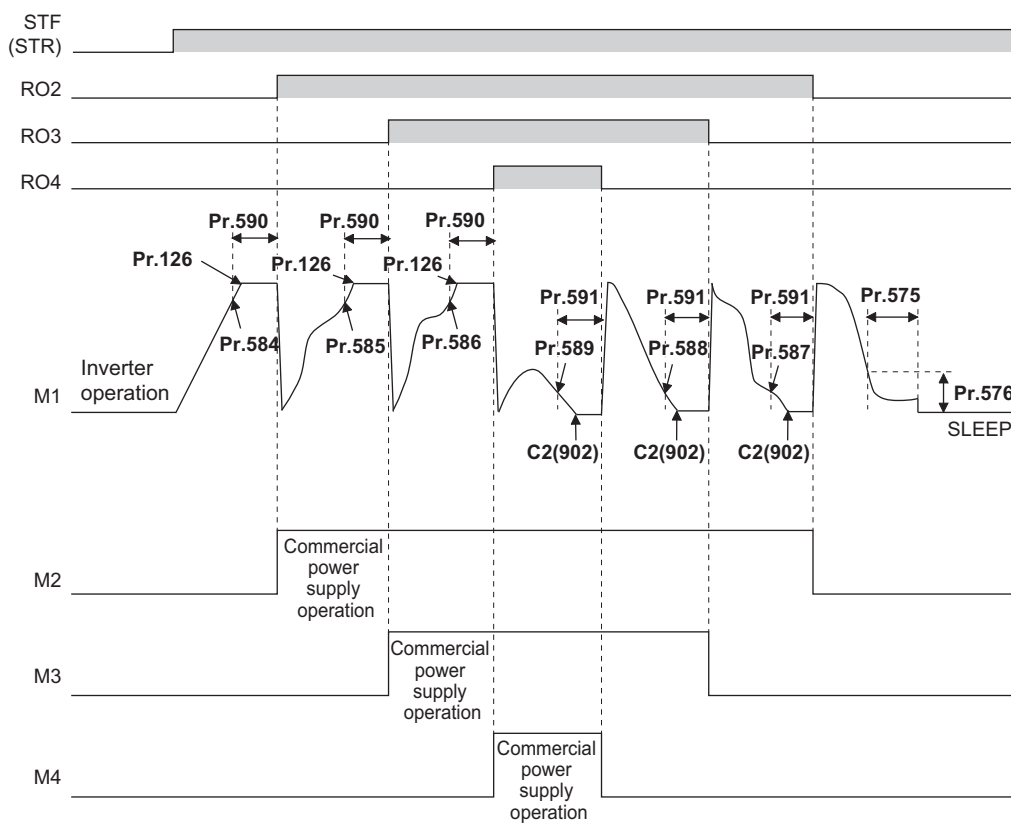 STF
(STR)
RO2
RO3
RO4
Pr.590
Pr.590
Pr.590
Pr.126
Pr.126
Pr.126
Pr.591
Pr.591
Pr.591
Pr.575
Pr.584
Pr.585
Pr.586
Pr.589
Pr.588
Pr.587
Inverter
operation
Pr.576
M1
SLEEP
C2(902)
C2(902)
C2(902)
M2
Commercial
power
supply
operation
M3
Commercial
power
supply
operation
M4
Commercial
power
supply
operation